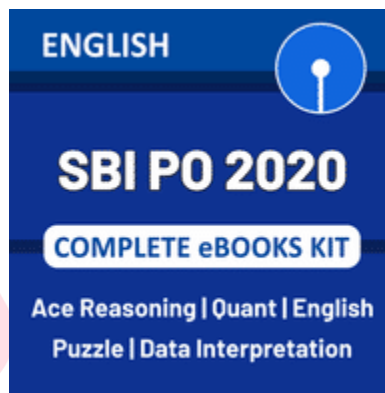 ENGLISH
SBI PO 2020
COMPLETE eBOOKS KIT
Ace Reasoning | Quant | English
Puzzle | Data Interpretation